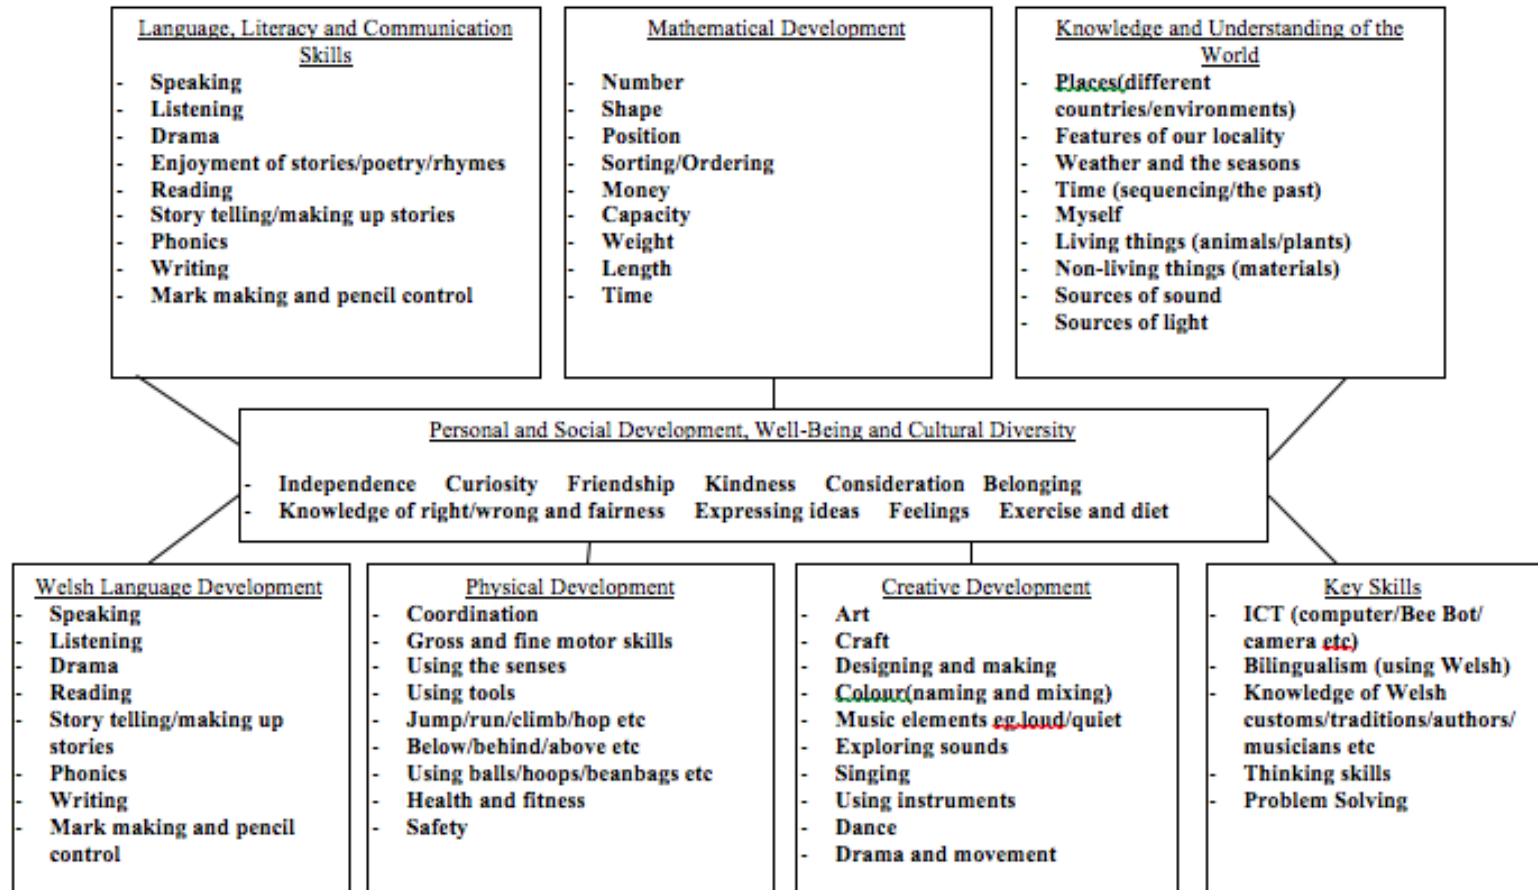 Language, Literacy and Communication
Skills
- Speaking
- Listening
- Drama
- Enjoyment of stories/poetry/rhymes
- Reading
- Story telling/making up stories
- Phonics
- Writing
- Mark making and pencil control
Mathematical Development
- Number
- Shape
- Position
- Sorting/Ordering
- Money
- Capacity
- Weight
- Length
- Time
Knowledge and Understanding of the
World
- Places(different
countries/environments)
- Features of our locality
- Weather and the seasons
- Time (sequencing/the past)
- Myself
- Living things (animals/plants)
- Non-living things (materials)
- Sources of sound
- Sources of light
Personal and Social Development, Well-Being and Cultural Diversity
- Independence Curiosity Friendship Kindness Consideration Belonging
- Knowledge of right/wrong and fairness Expressing ideas Feelings Exercise and diet
Welsh Language Development
- Speaking
- Listening
- Drama
- Reading
- Story telling/making up
stories
- Phonics
- Writing
- Mark making and pencil
control
Physical Development
- Coordination
- Gross and fine motor skills
- Using the senses
- Using tools
- Jump/run/climb/hop etc
- Below/behind/above etc
- Using balls/hoops/beanbags etc
- Health and fitness
- Safety
Creative Development
- Art
- Craft
- Designing and making
- Colour(naming and mixing)
- Music elements eg.loud/quiet
- Exploring sounds
- Singing
- Using instruments
- Dance
- Drama and movement
Key Skills
- ICT (computer/Bee Bot/
camera etc)
- Bilingualism (using Welsh)
- Knowledge of Welsh
customs/traditions/authors/
musicians etc
- Thinking skills
- Problem Solving